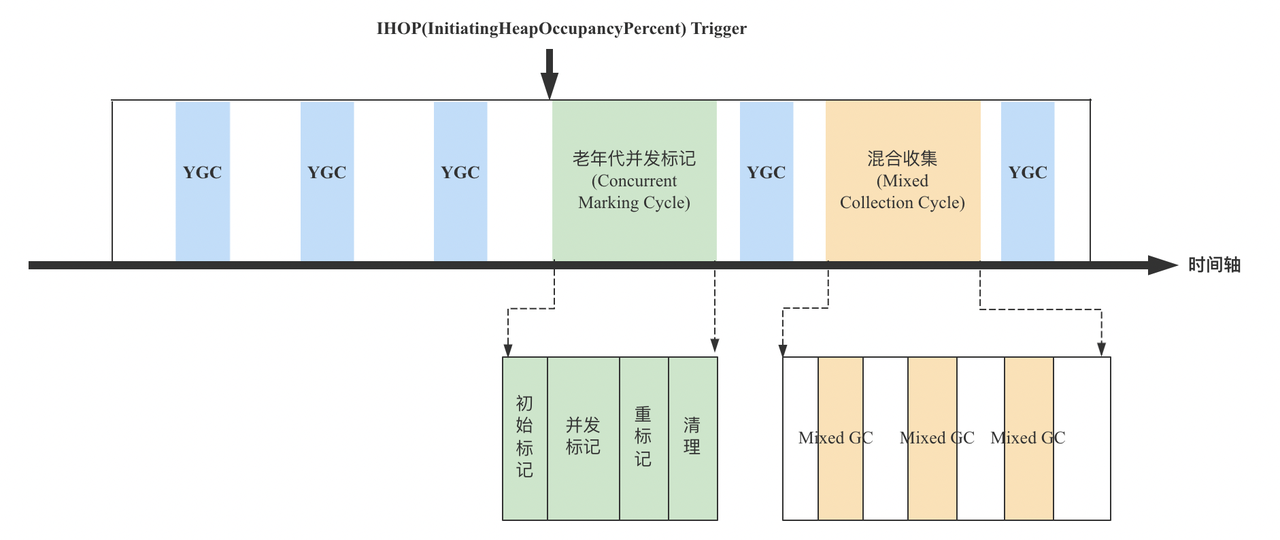 IHOP(InitiatingHeapOccupancyPercent) Trigger
YGC
YGC
YGC
老年代并发标记
(Concurrent
Marking Cycle)
YGC
混合收集
(Mixed
Collection Cycle)
YGC
时间轴
初
始
标
记
并发
标记
重
标
记
清
理
Mixed GC
Mixed GC
Mixed GC